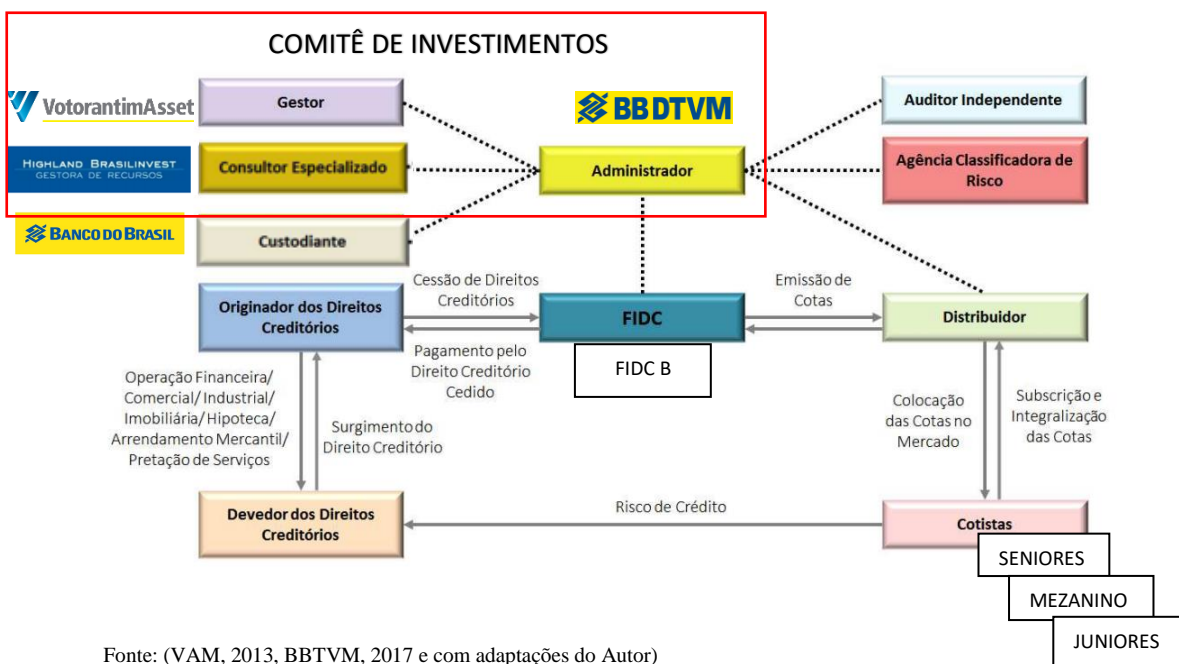 COMITÊ DE INVESTIMENTOS
VotorantimAsset
Gestor
BB DTVM
Auditor Independente
HIGHLAND BRASILINVEST
GESTORA DE RECURSOS
Consultor Especializado
Administrador
Agência Classificadora de
Risco
BANCO DO BRASIL
Custodiante
Originador dos Direitos
Creditórios
Cessão de Direitos
Creditórios
FIDC
Emissão de
Cotas
Distribuidor
Pagamento pelo
Direito Creditório
Cedido
FIDC B
Operação Financeira/
Comercial/ Industrial/
Imobiliária/ Hipoteca/
Arrendamento Mercantil/
Pretação de Serviços
Surgimento do
Direito Creditório
Colocação
das Cotas no
Mercado
Subscrição e
Integralização
das Cotas
Devedor dos Direitos
Creditórios
Risco de Crédito
Cotistas
SENIORES
MEZANINO
JUNIORES
Fonte: (VAM, 2013, BBTVM, 2017 e com adaptações do Autor)